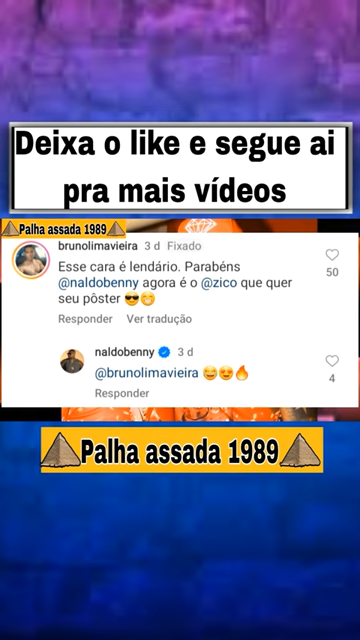 Deixa o like e segue ai
pra mais vídeos
Palha assada 1989
brunolimavieira 3 d Fixado
Esse cara é lendário. Parabéns
@naldobenny agora é o @zico que quer
seu pôster 😎😁
50
Responder Ver tradução
naldobenny 3 d
@brunolimavieira 😅😍🔥
4
Responder
Palha assada 1989